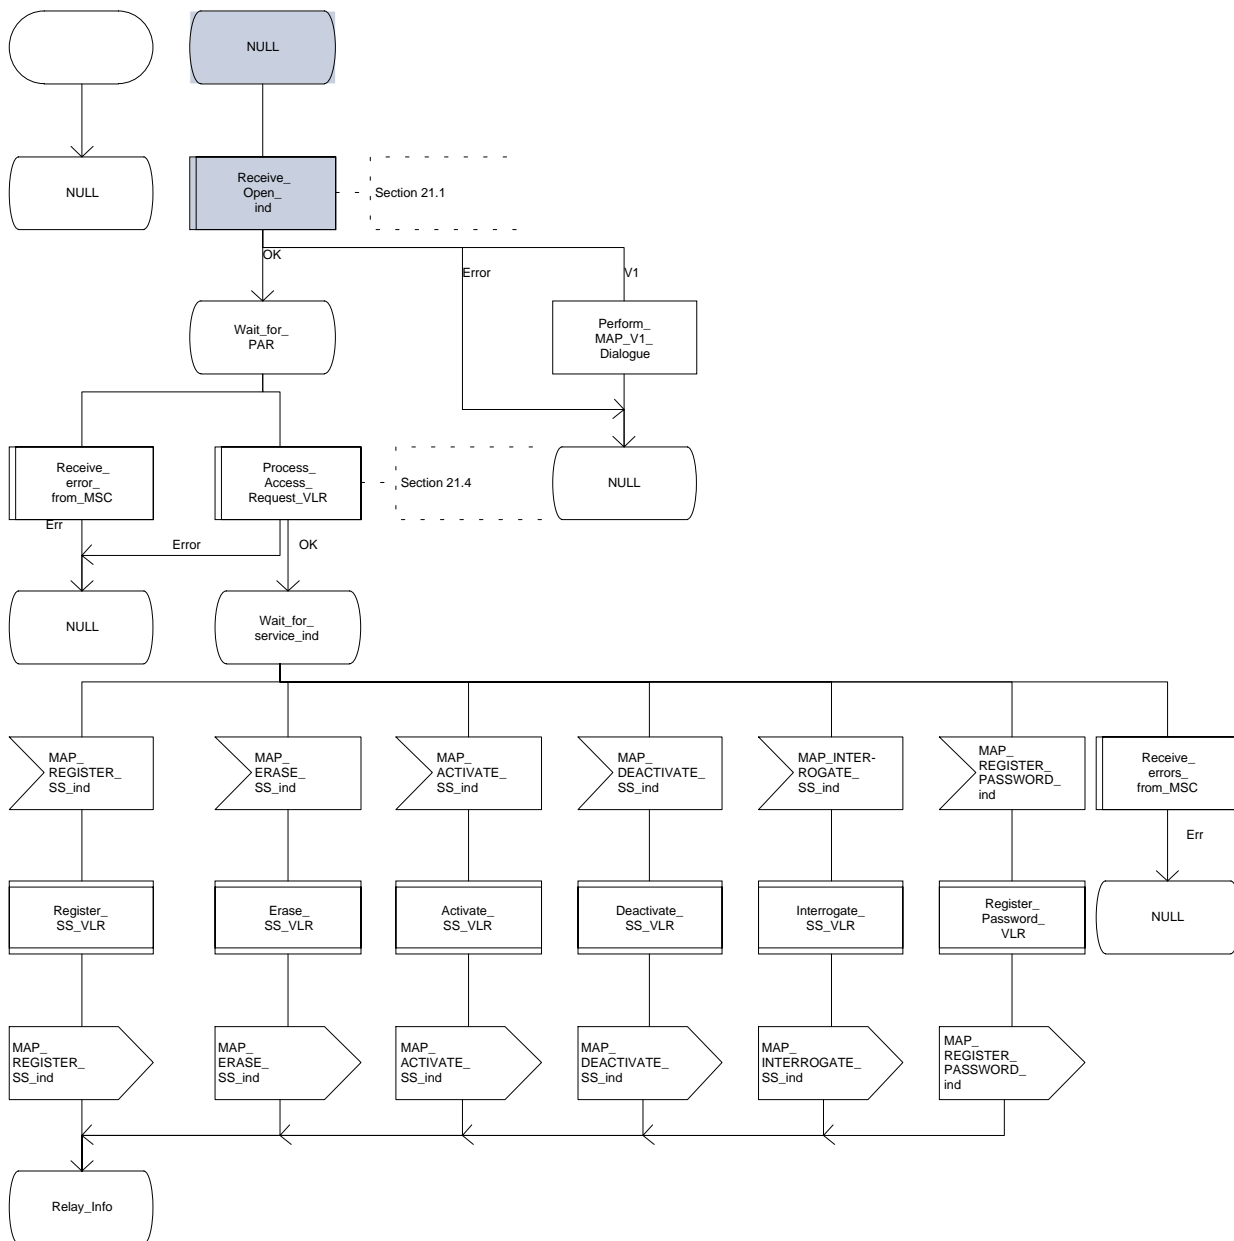 NULL
NULL
Receive_
Open_
ind
Section 21.1
OK
Error
V1
Wait_for_
PAR
Perform_
MAP_V1_
Dialogue
Receive_
error_
from_MSC
Process_
Access_
Request_VLR
Section 21.4
NULL
Err
Error
OK
NULL
Wait_for_
service_ind
MAP_
REGISTER_
SS_ind
MAP_
ERASE_
SS_ind
MAP_
ACTIVATE_
SS_ind
MAP_
DEACTIVATE_
SS_ind
MAP_INTER-
ROGATE_
SS_ind
MAP_
REGISTER_
PASSWORD_
ind
Receive_
errors_
from_MSC
Err
Register_
SS_VLR
Erase_
SS_VLR
Activate_
SS_VLR
Deactivate_
SS_VLR
Interrogate_
SS_VLR
Register_
Password_
VLR
NULL
MAP_
REGISTER_
SS_ind
MAP_
ERASE_
SS_ind
MAP_
ACTIVATE_
SS_ind
MAP_
DEACTIVATE_
SS_ind
MAP_
INTERROGATE_
SS_ind
MAP_
REGISTER_
PASSWORD_
ind
Relay_Info